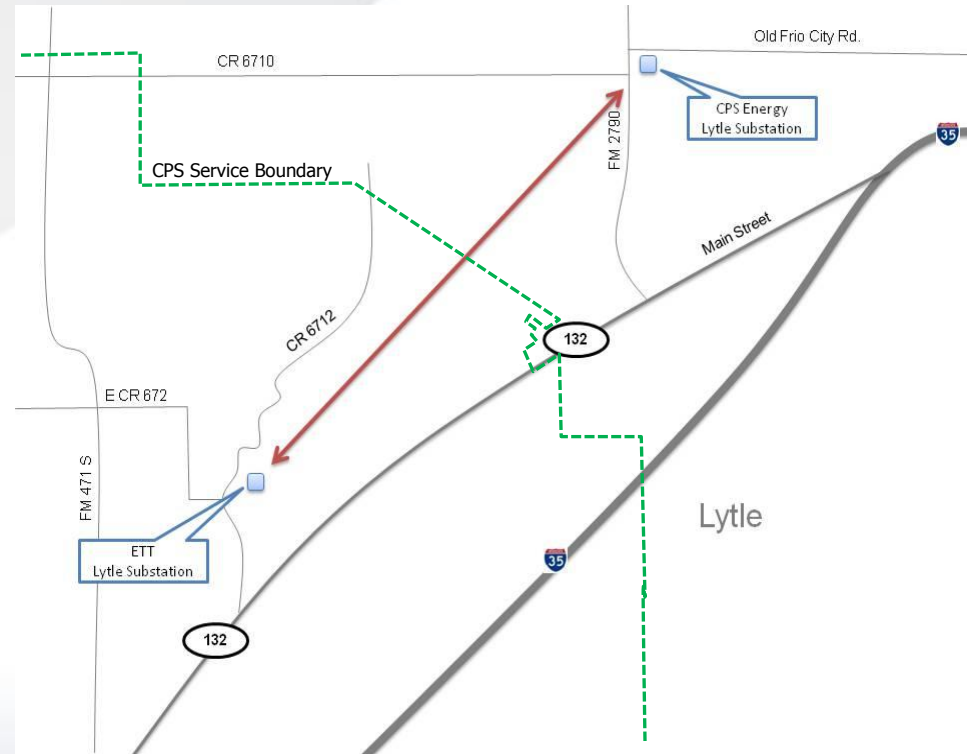 Old Frio City Rd.
CR 6710
CPS Energy
Lytle Substation
35
FM 2790
CPS Service Boundary
Main Street
CR 6712
132
E CR 672
FM 471 S
Lytle
ETT
Lytle Substation
35
132